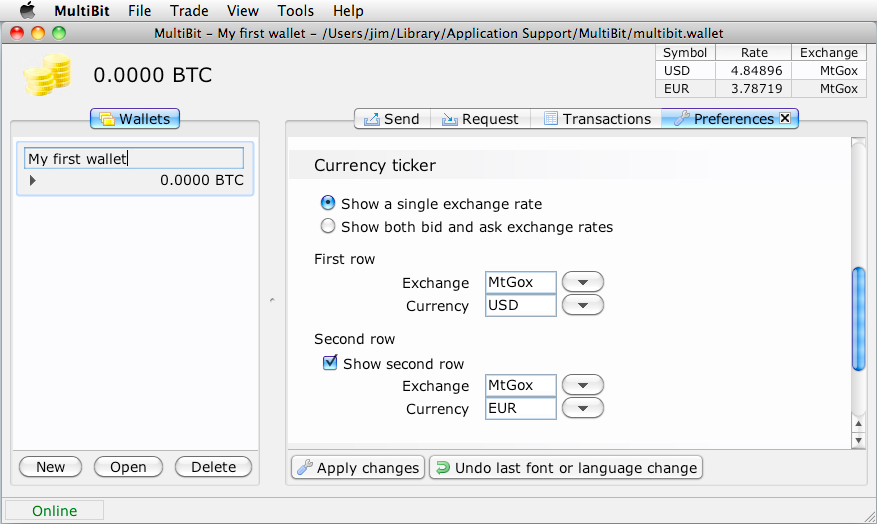 MultiBit File Trade View Tools Help
MultiBit - My first wallet - /Users/jim/Library/Application Support/MultiBit/multibit.wallet
0.0000 BTC
Symbol Rate Exchange
USD 4.84896 MtGox
EUR 3.78719 MtGox
Wallets
My first wallet
0.0000 BTC
New Open Delete
Send Request Transactions Preferences
Currency ticker
Show a single exchange rate
Show both bid and ask exchange rates
First row
Exchange MtGox
Currency USD
Second row
Show second row
Exchange MtGox
Currency EUR
Apply changes Undo last font or language change
Online